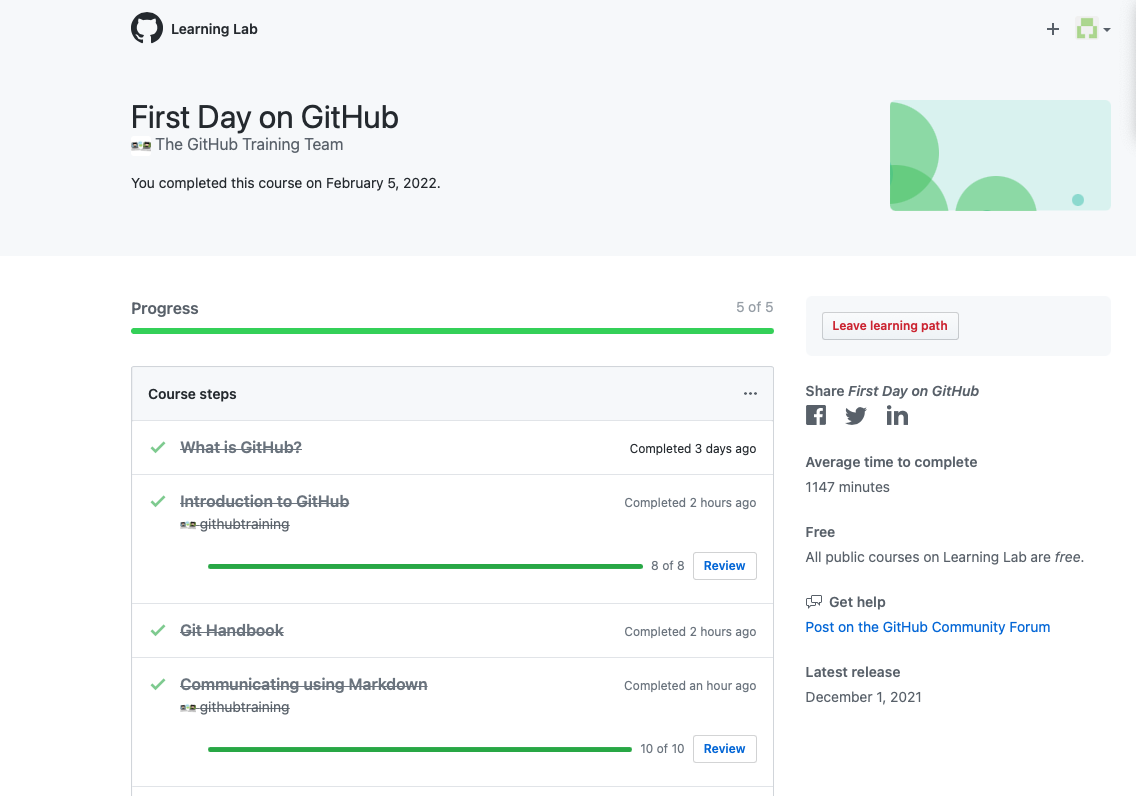 Learning Lab
First Day on GitHub
The GitHub Training Team
You completed this course on February 5, 2022.
Progress
5 of 5
Course steps
What is GitHub?
Completed 3 days ago
Introduction to GitHub
Completed 2 hours ago
githubtraining
8 of 8
Review
Git Handbook
Completed 2 hours ago
Communicating using Markdown
Completed an hour ago
githubtraining
10 of 10
Review
Leave learning path
Share First Day on GitHub
Average time to complete
1147 minutes
Free
All public courses on Learning Lab are free.
Get help
Post on the GitHub Community Forum
Latest release
December 1, 2021